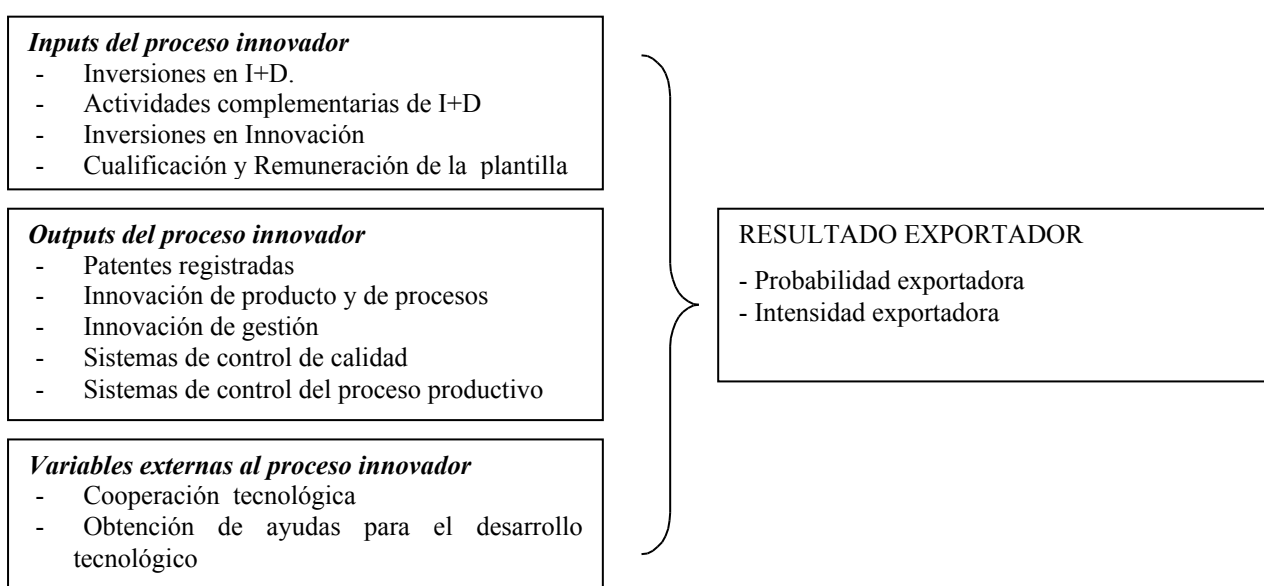 Inputs del proceso innovador
- Inversiones en I+D.
- Actividades complementarias de I+D
- Inversiones en Innovación
- Cualificación y Remuneración de la plantilla
Outputs del proceso innovador
- Patentes registradas
- Innovación de producto y de procesos
- Innovación de gestión
- Sistemas de control de calidad
- Sistemas de control del proceso productivo
Variables externas al proceso innovador
- Cooperación tecnológica
- Obtención de ayudas para el desarrollo
tecnológico
RESULTADO EXPORTADOR
- Probabilidad exportadora
- Intensidad exportadora